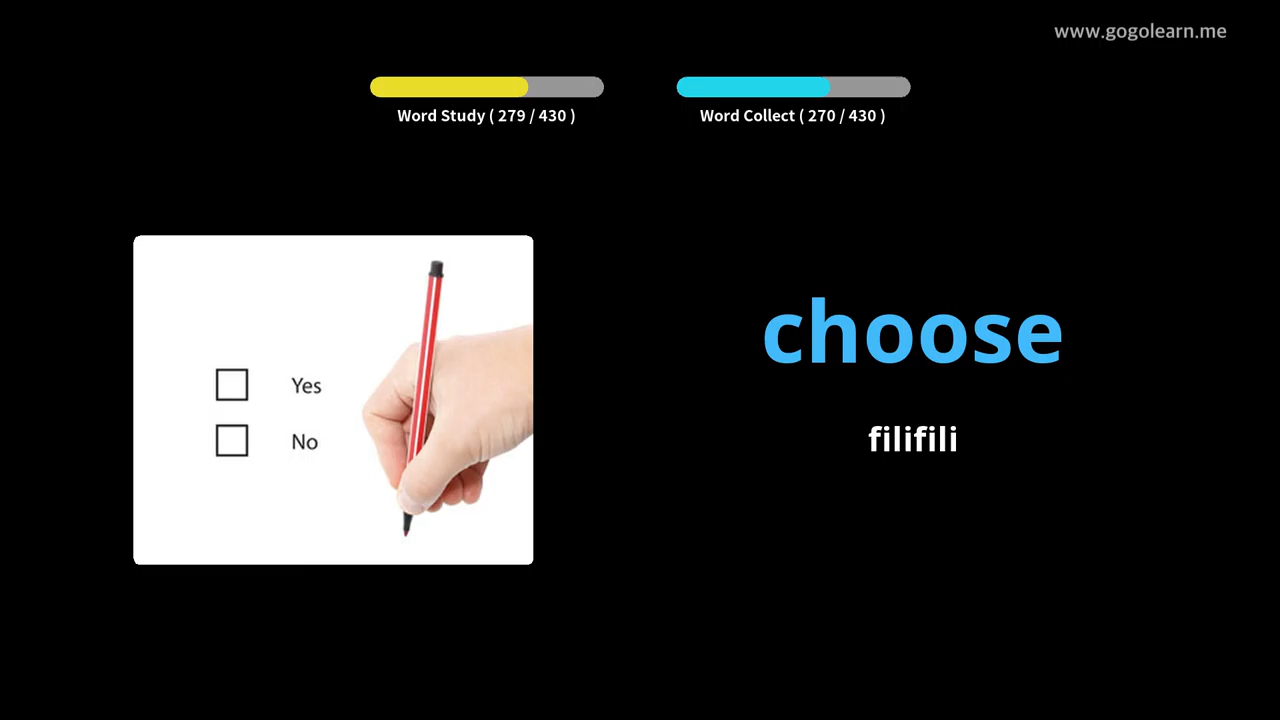 www.gogolearn.me
Word Study ( 279 / 430 )
Word Collect ( 270 / 430 )
Yes
No
choose
filifili